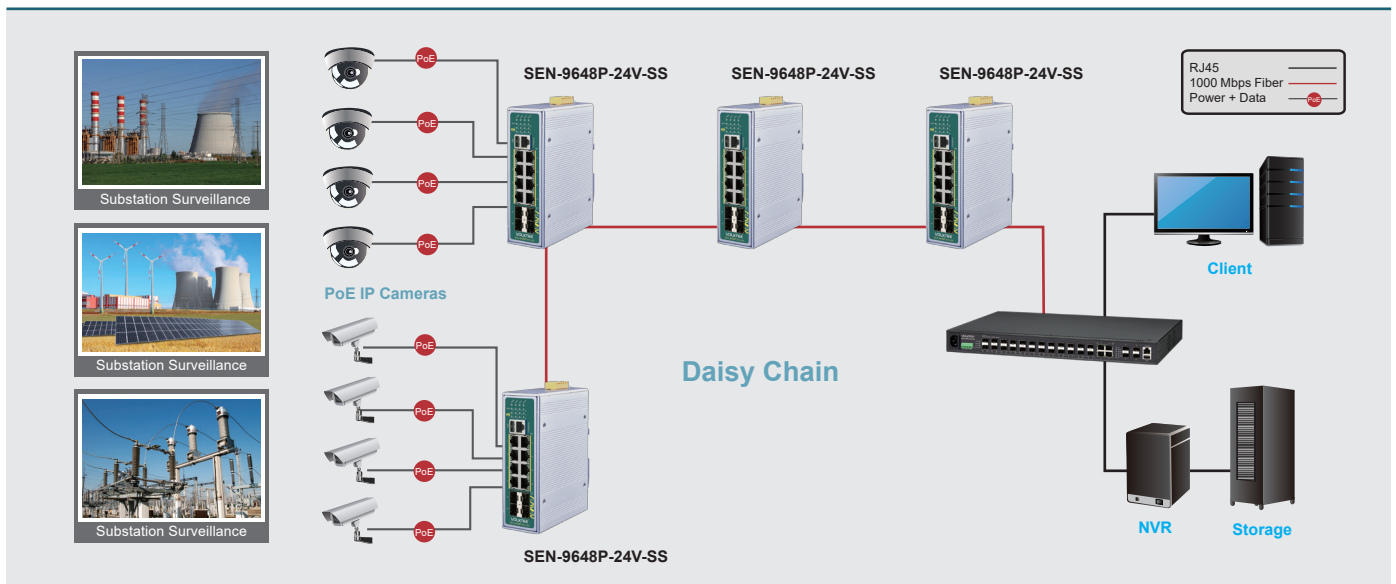 Substation Surveillance
Substation Surveillance
Substation Surveillance
PoE
PoE
PoE
PoE
PoE IP Cameras
PoE
PoE
PoE
PoE
SEN-9648P-24V-SS
SEN-9648P-24V-SS
SEN-9648P-24V-SS
SEN-9648P-24V-SS
Daisy Chain
RJ45
1000 Mbps Fiber
Power + Data
PoE
Client
NVR
Storage